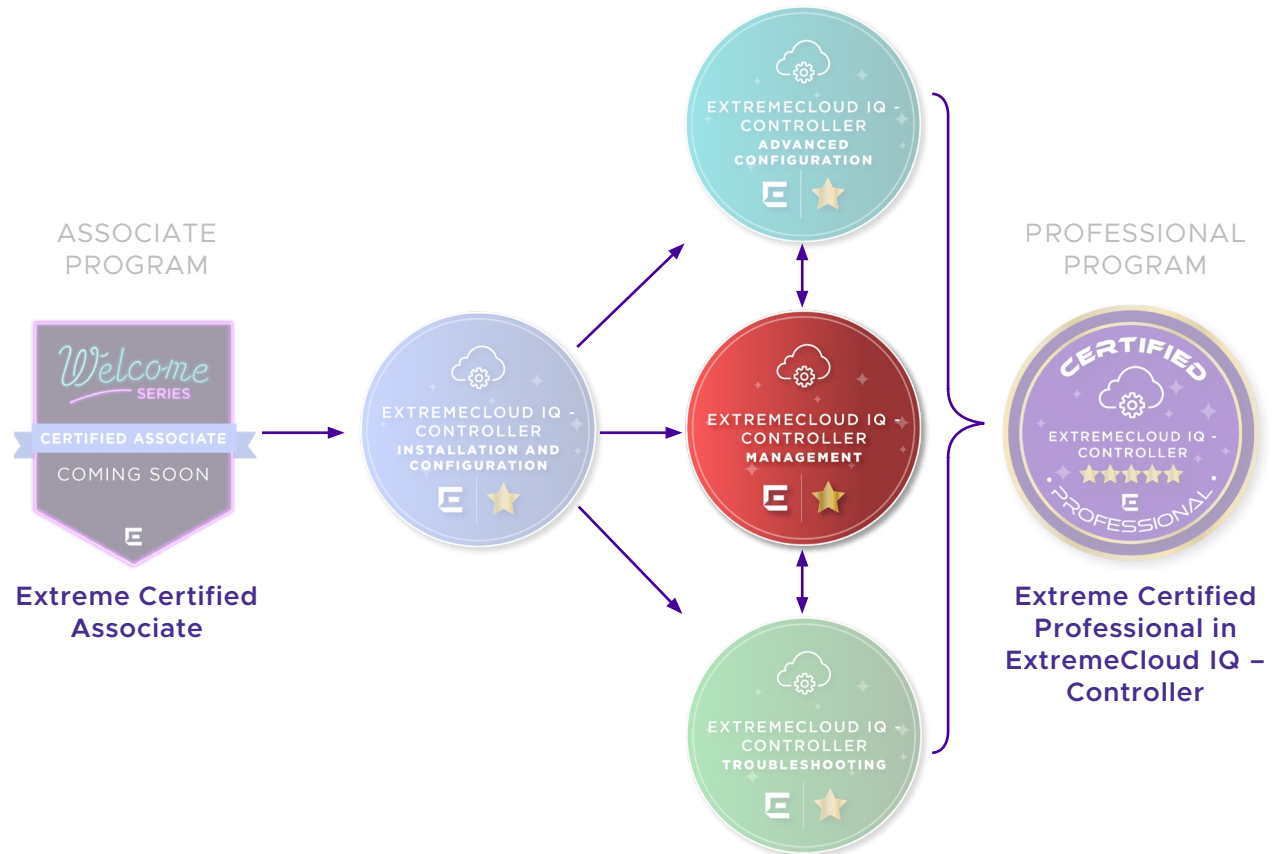 ASSOCIATE
PROGRAM
Welcome
SERIES
CERTIFIED ASSOCIATE
COMING SOON
Extreme Certified
Associate
EXTREMECLOUD IQ -
CONTROLLER
INSTALLATION AND
CONFIGURATION
EXTREMECLOUD IQ -
CONTROLLER
ADVANCED
CONFIGURATION
EXTREMECLOUD IQ -
CONTROLLER
MANAGEMENT
EXTREMECLOUD IQ -
CONTROLLER
TROUBLESHOOTING
PROFESSIONAL
PROGRAM
CERTIFIED
EXTREMECLOUD IQ -
CONTROLLER
• PROFESSIONAL •
Extreme Certified
Professional in
ExtremeCloud IQ –
Controller